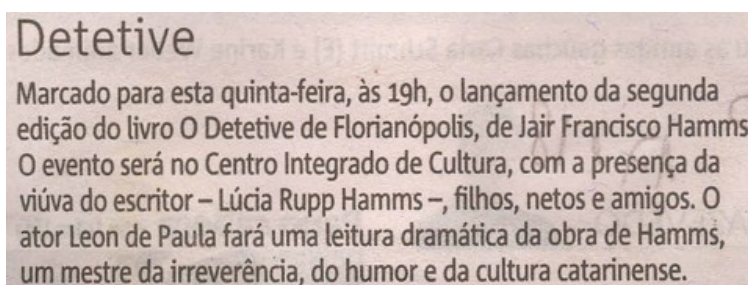 Detetive
Marcado para esta quinta-feira, às 19h, o lançamento da segunda
edição do livro O Detetive de Florianópolis, de Jair Francisco Hamms
O evento será no Centro Integrado de Cultura, com a presença da
viúva do escritor – Lúcia Rupp Hamms –, filhos, netos e amigos. O
ator Leon de Paula fará uma leitura dramática da obra de Hamms,
um mestre da irreverência, do humor e da cultura catarinense.